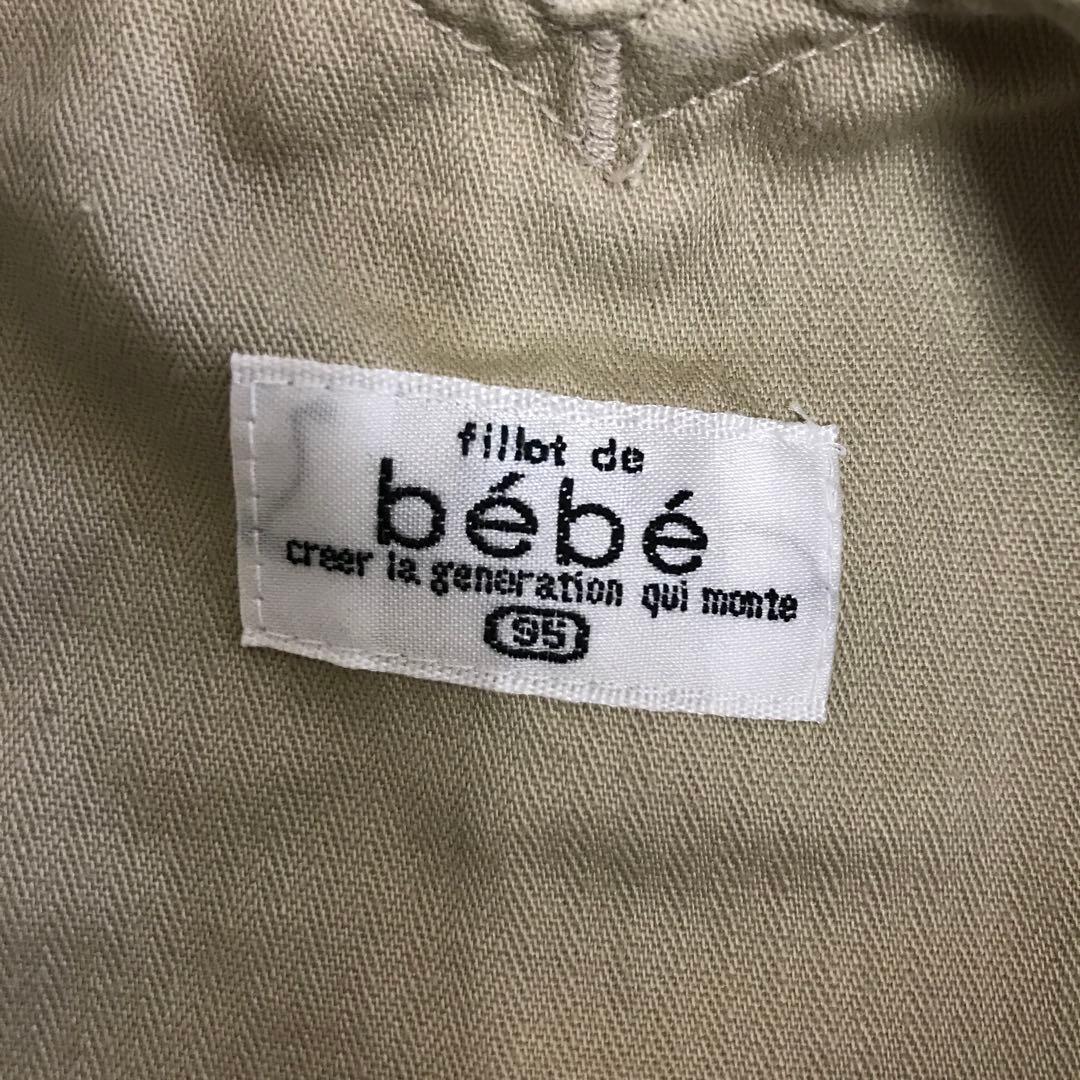 fillot de
bébé
creer la generation qui monte
95